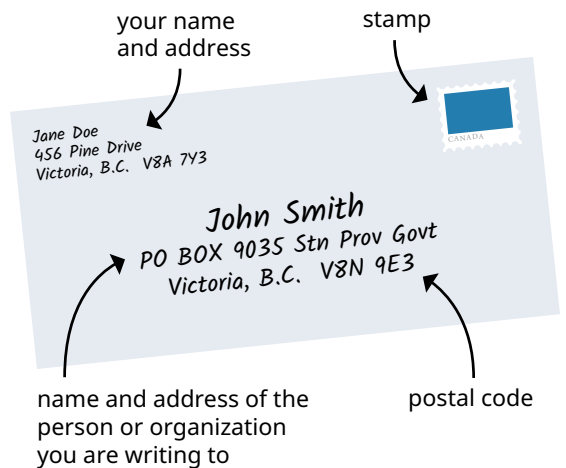 your name
and address
stamp
Jane Doe
456 Pine Drive
Victoria, B.C. V8A 7Y3
CANADA
John Smith
PO BOX 9035 Stn Prov Govt
Victoria, B.C. V8N 9E3
name and address of the
person or organization
you are writing to
postal code